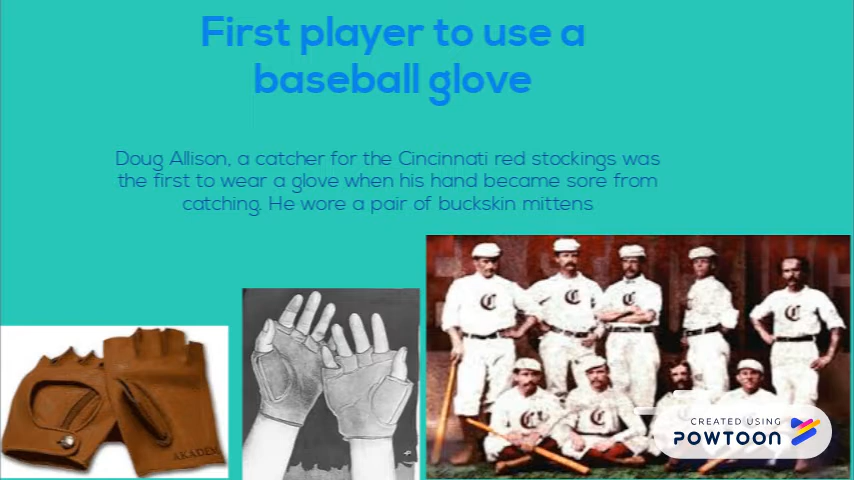 First player to use a
baseball glove
Doug Allison, a catcher for the Cincinnati red stockings was
the first to wear a glove when his hand became sore from
catching. He wore a pair of buckskin mittens
C C C C
C C C
AKADEM
CREATED USING
POWTOON